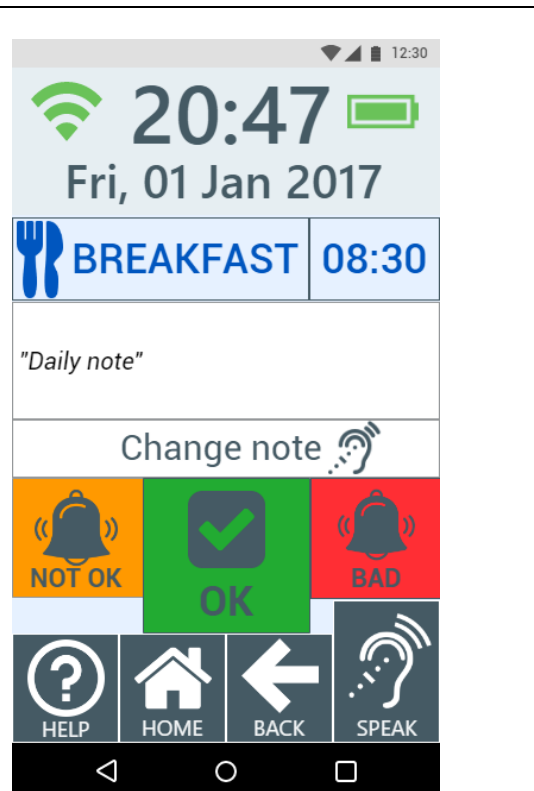 12:30
20:47
Fri, 01 Jan 2017
BREAKFAST 08:30
"Daily note"
Change note
NOT OK OK BAD
HELP HOME BACK SPEAK